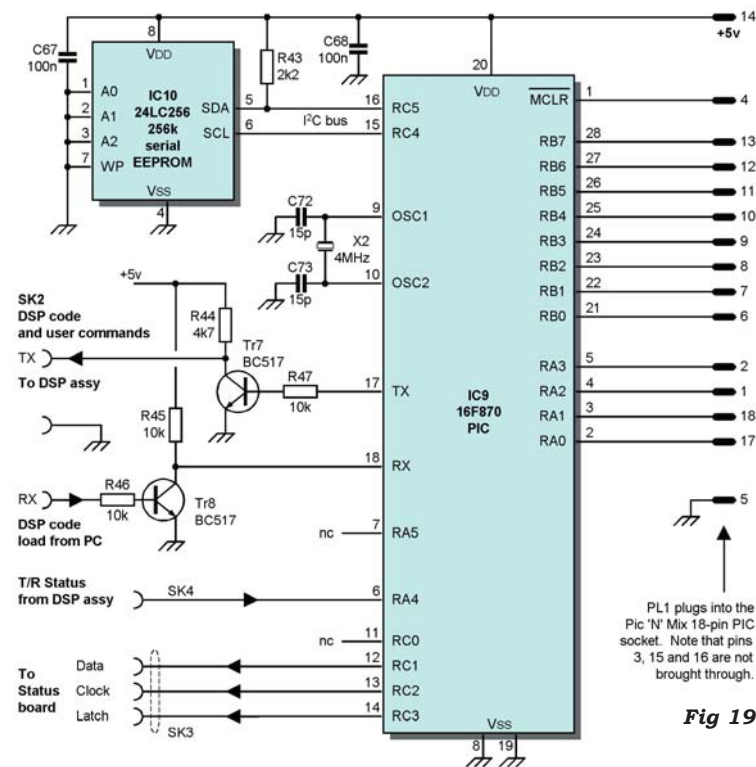 C67
100n
8
VDD
1
A0
2
A1
3
A2
7
WP
IC10
24LC256
256k
serial
EEPROM
SDA
5
SCL
6
VSS
4
R43
2k2
C68
100n
I²C bus
20
VDD
14
+5v
16
RC5
15
RC4
MCLR
1
4
RB7
28
13
RB6
27
12
RB5
26
11
RB4
25
10
RB3
24
9
RB2
23
8
RB1
22
7
RB0
21
6
C72
15p
9
OSC1
X2
4MHz
C73
15p
10
OSC2
+5v
SK2
DSP code
and user commands
TX
To DSP assy
R44
4k7
Tr7
BC517
R47
10k
17
TX
RA3
5
2
RA2
4
1
RA1
3
18
RA0
2
17
IC9
16F870
PIC
R45
10k
18
RX
RX
R46
10k
Tr8
BC517
DSP code
load from PC
nc
7
RA5
5
T/R Status
from DSP assy
SK4
6
RA4
nc
11
RC0
To
Status
board
Data
12
RC1
Clock
13
RC2
Latch
14
RC3
SK3
VSS
8
19
PL1 plugs into the
Pic 'N' Mix 18-pin PIC
socket. Note that pins
3, 15 and 16 are not
brought through.
Fig 19